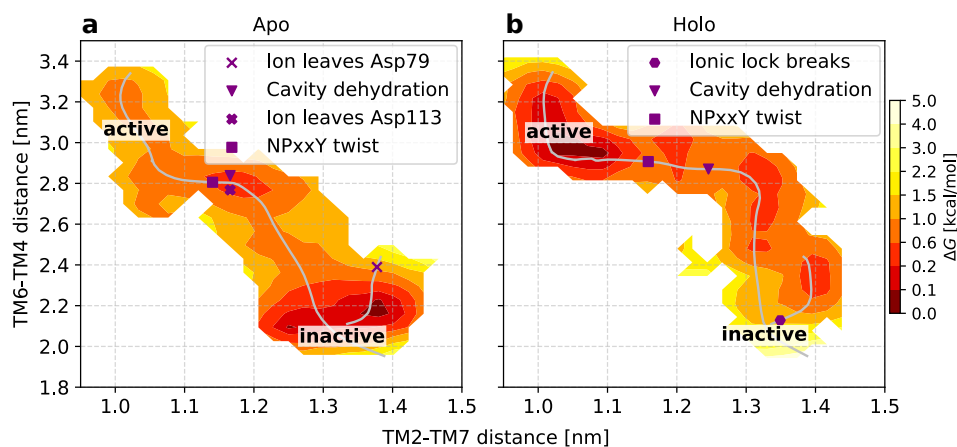 a
Apo
b
Holo
Ion leaves Asp79
Cavity dehydration
Ion leaves Asp113
NPxxY twist
Ionic lock breaks
Cavity dehydration
NPxxY twist
active
inactive
active
inactive
3.4
3.2
3.0
2.8
2.6
2.4
2.2
2.0
1.8
TM6-TM4 distance [nm]
1.0
1.1
1.2
1.3
1.4
1.5
1.0
1.1
1.2
1.3
1.4
1.5
TM2-TM7 distance [nm]
5.0
4.0
3.2
2.2
1.0
0.6
0.1
0.0
ΔG [kcal/mol]